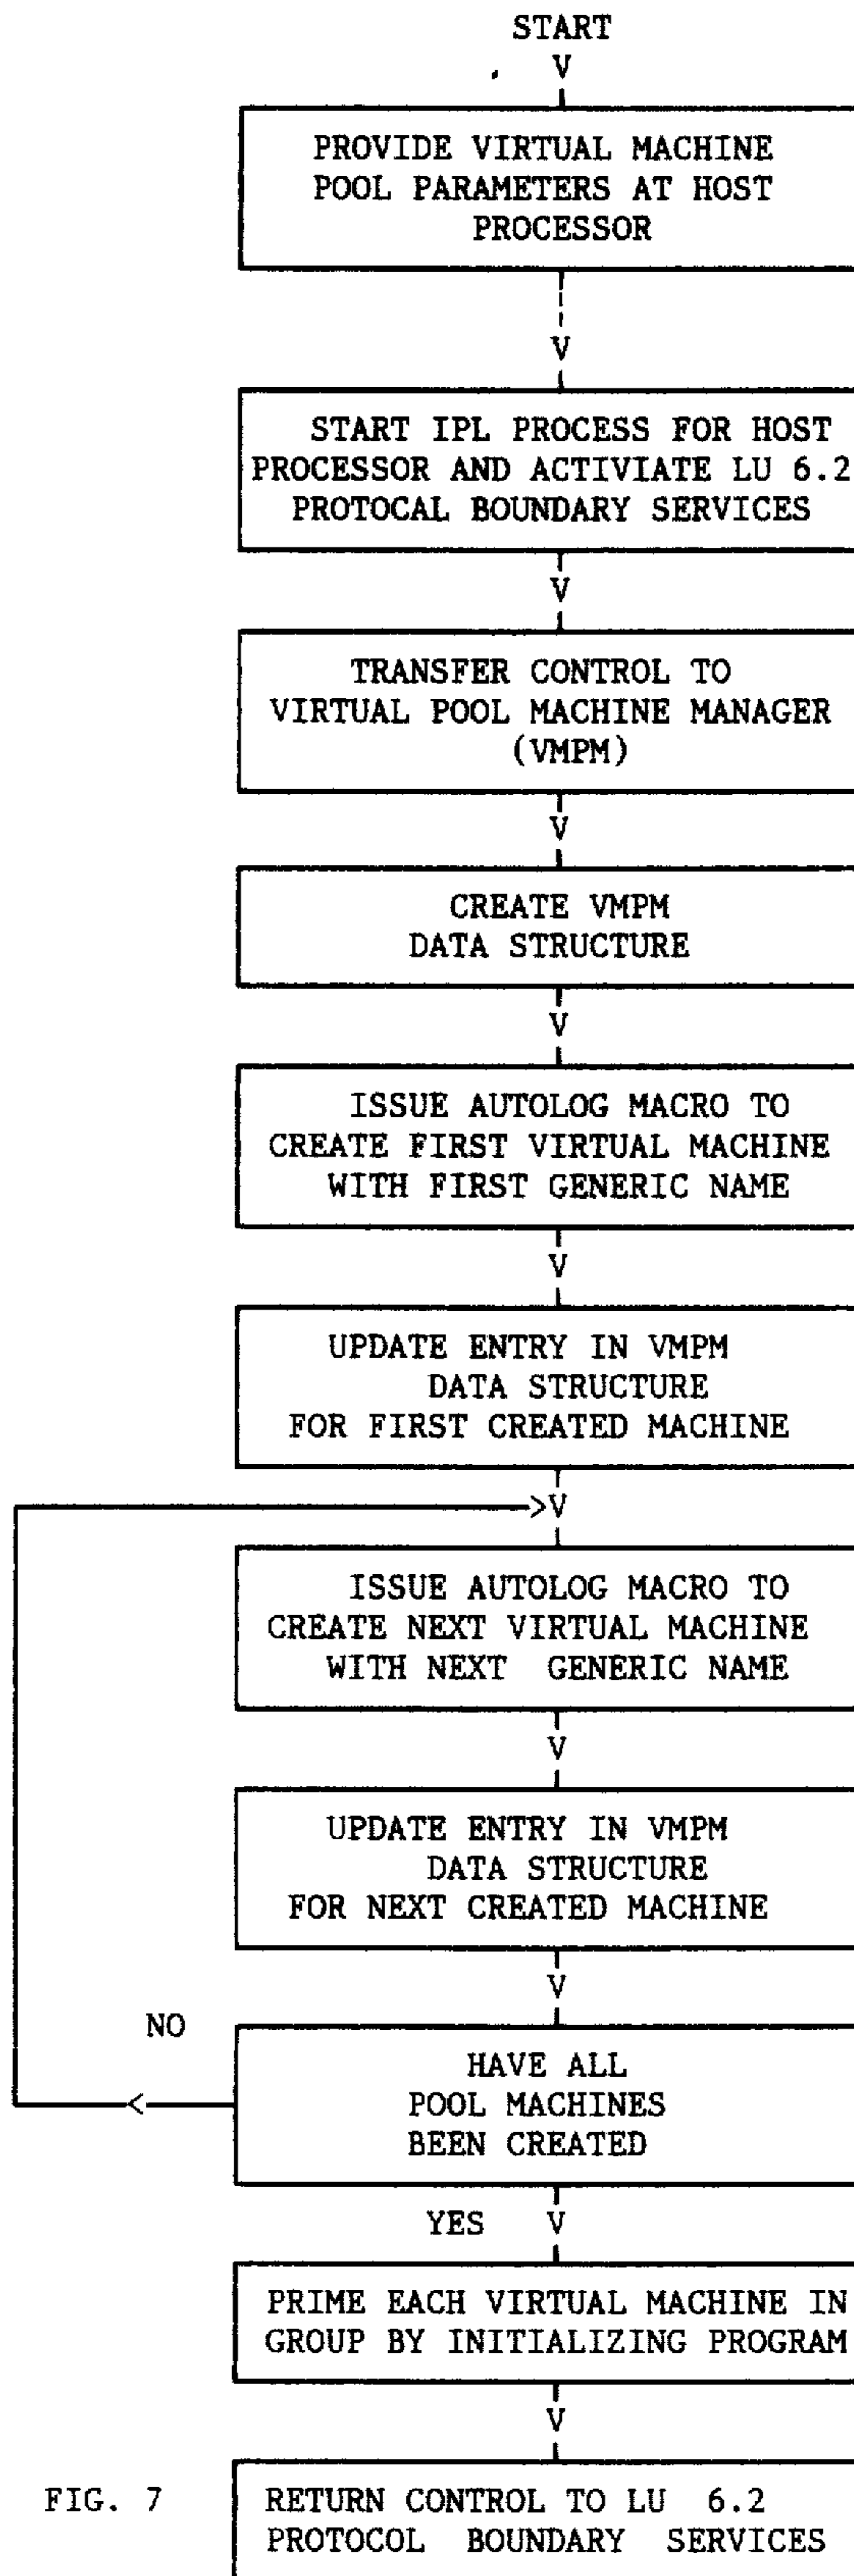 START
V
PROVIDE VIRTUAL MACHINE
POOL PARAMETERS AT HOST
PROCESSOR
V
START IPL PROCESS FOR HOST
PROCESSOR AND ACTIVIATE LU 6.2
PROTOCAL BOUNDARY SERVICES
V
TRANSFER CONTROL TO
VIRTUAL POOL MACHINE MANAGER
(VMPM)
V
CREATE VMPM
DATA STRUCTURE
V
ISSUE AUTOLOG MACRO TO
CREATE FIRST VIRTUAL MACHINE
WITH FIRST GENERIC NAME
V
UPDATE ENTRY IN VMPM
DATA STRUCTURE
FOR FIRST CREATED MACHINE
>V
ISSUE AUTOLOG MACRO TO
CREATE NEXT VIRTUAL MACHINE
WITH NEXT GENERIC NAME
V
UPDATE ENTRY IN VMPM
DATA STRUCTURE
FOR NEXT CREATED MACHINE
V
NO
HAVE ALL
POOL MACHINES
BEEN CREATED
<
YES V
PRIME EACH VIRTUAL MACHINE IN
GROUP BY INITIALIZING PROGRAM
V
FIG. 7
RETURN CONTROL TO LU 6.2
PROTOCOL BOUNDARY SERVICES